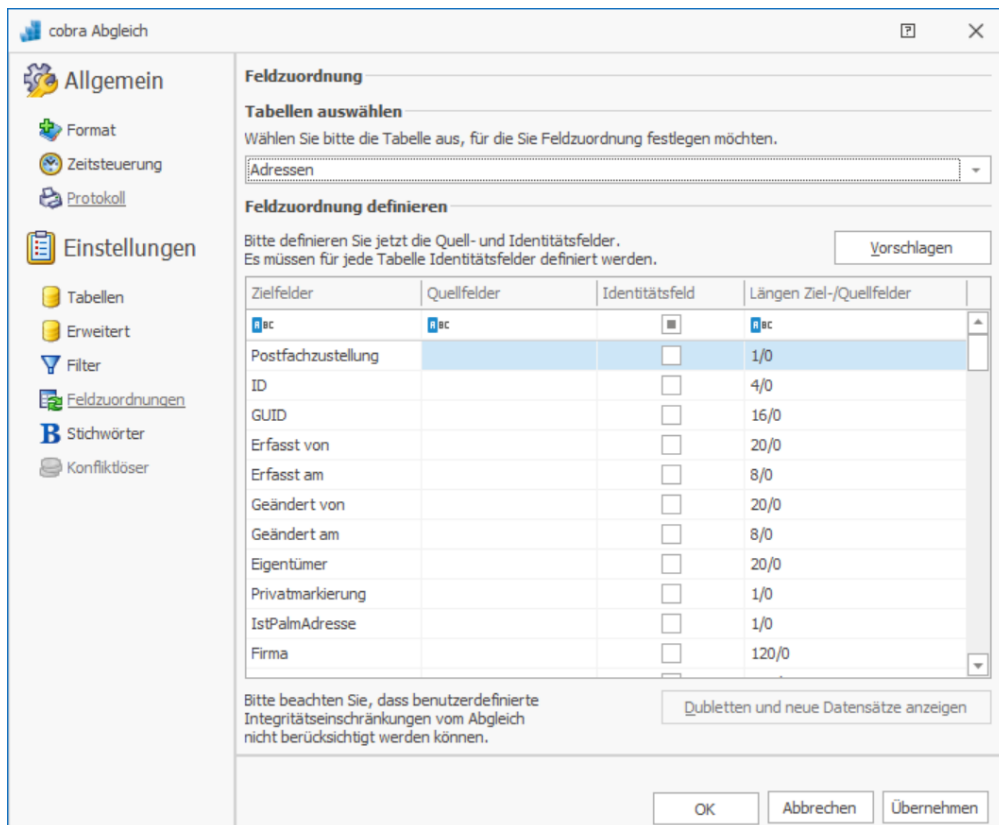 cobra Abgleich
Allgemein
Format
Zeitsteuerung
Protokoll
Einstellungen
Tabellen
Erweitert
Filter
Feldzuordnungen
B Stichwörter
Konfliktlöser
Feldzuordnung
Tabellen auswählen
Wählen Sie bitte die Tabelle aus, für die Sie Feldzuordnung festlegen möchten.
Adressen
Feldzuordnung definieren
Bitte definieren Sie jetzt die Quell- und Identitätsfelder.
Es müssen für jede Tabelle Identitätsfelder definiert werden.
Vorschlagen
Zielfelder Quellfelder Identitätsfeld Längen Ziel-/Quellfelder
ABC ABC ABC
Postfachzustellung 1/0
ID 4/0
GUID 16/0
Erfasst von 20/0
Erfasst am 8/0
Geändert von 20/0
Geändert am 8/0
Eigentümer 20/0
Privatmarkierung 1/0
IstPalmAdresse 1/0
Firma 120/0
Bitte beachten Sie, dass benutzerdefinierte
Integritätseinschränkungen vom Abgleich
nicht berücksichtigt werden können.
Dubletten und neue Datensätze anzeigen
OK Abbrechen Übernehmen